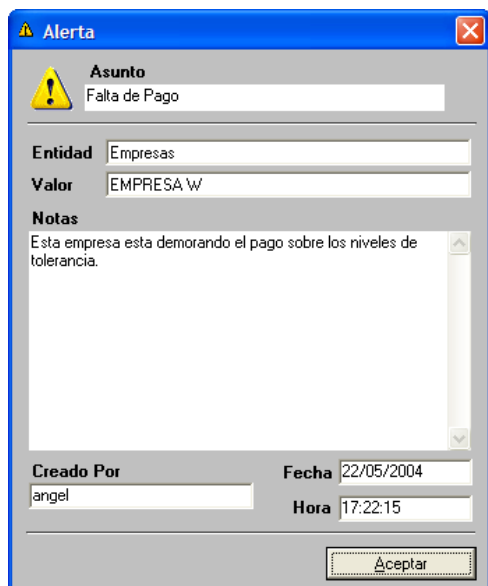 Alerta
Asunto
Falta de Pago
Entidad Empresas
Valor EMPRESA W
Notas
Esta empresa esta demorando el pago sobre los niveles de
tolerancia.
Creado Por Fecha 22/05/2004
angel
Hora 17:22:15
Aceptar